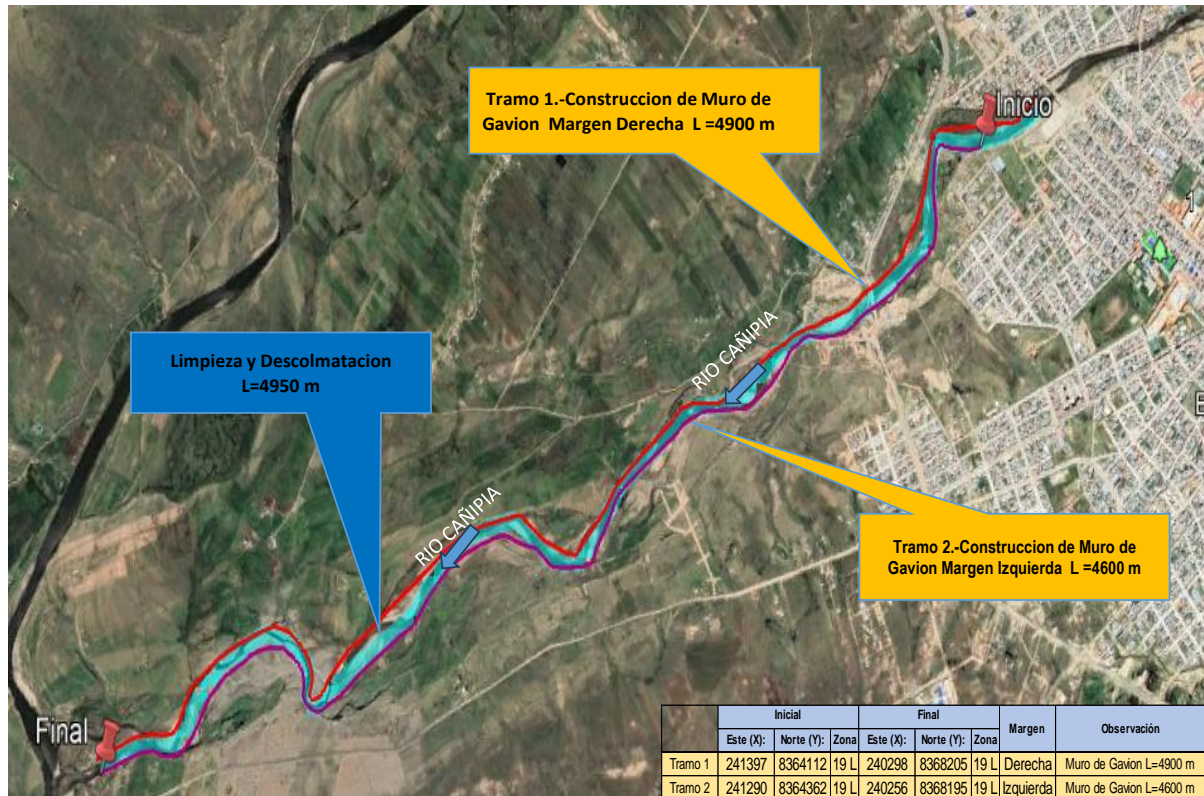 Tramo 1.-Construccion de Muro de
Gavion Margen Derecha L =4900 m
Inicio
1
RIO CAÑIPIA
Limpieza y Descolmatacion
L=4950 m
E
RIO CAÑIPIA
Tramo 2.-Construccion de Muro de
Gavion Margen Izquierda L =4600 m
Final
Inicial Final Margen Observación
Este (X): Norte (Y): Zona Este (X): Norte (Y): Zona
Tramo 1 241397 8364112 19 L 240298 8368205 19 L Derecha Muro de Gavion L=4900 m
Tramo 2 241290 8364362 19 L 240256 8368195 19 L Izquierda Muro de Gavion L=4600 m